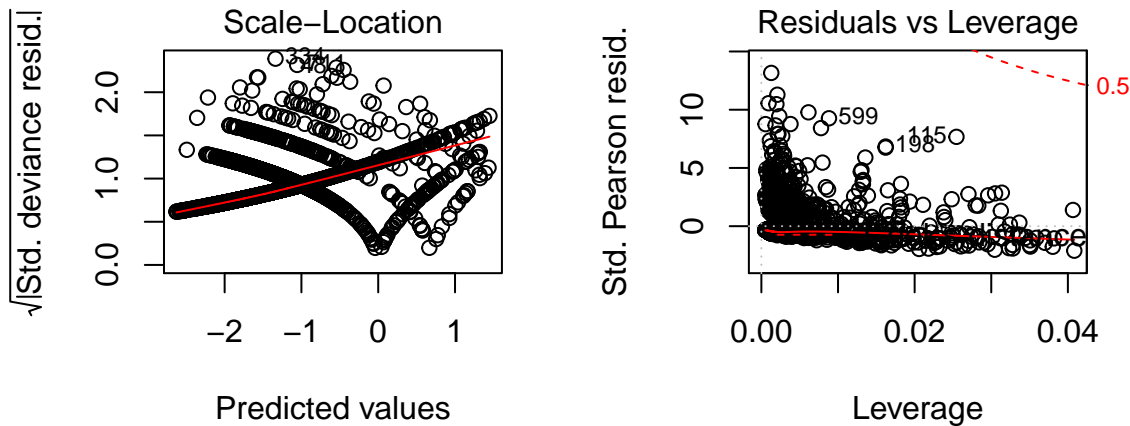 Scale−Location
√|Std. deviance resid.|
0.0 1.0 2.0
334
−2 −1 0 1
Predicted values
Residuals vs Leverage
Std. Pearson resid.
0 5 10
0.5
599
115
198
0.00 0.02 0.04
Leverage